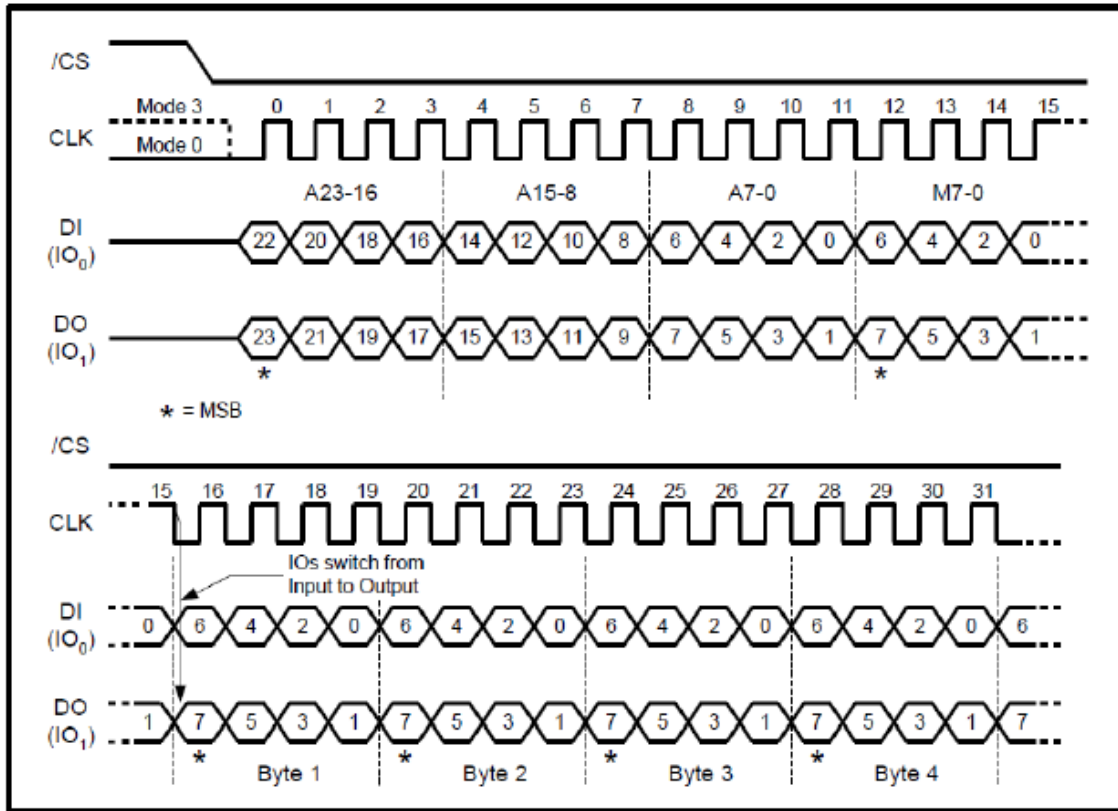 /CS
Mode 3 0 1 2 3 4 5 6 7 8 9 10 11 12 13 14 15
CLK
Mode 0
A23-16 A15-8 A7-0 M7-0
DI
(IO0) 22 20 18 16 14 12 10 8 6 4 2 0 6 4 2 0
DO
(IO1) 23 21 19 17 15 13 11 9 7 5 3 1 7 5 3 1
* *
* = MSB
/CS
15 16 17 18 19 20 21 22 23 24 25 26 27 28 29 30 31
CLK
IOs switch from
Input to Output
DI
(IO0) 0 6 4 2 0 6 4 2 0 6 4 2 0 6 4 2 0 6
DO
(IO1) 1 7 5 3 1 7 5 3 1 7 5 3 1 7 5 3 1 7
* * * *
Byte 1 Byte 2 Byte 3 Byte 4